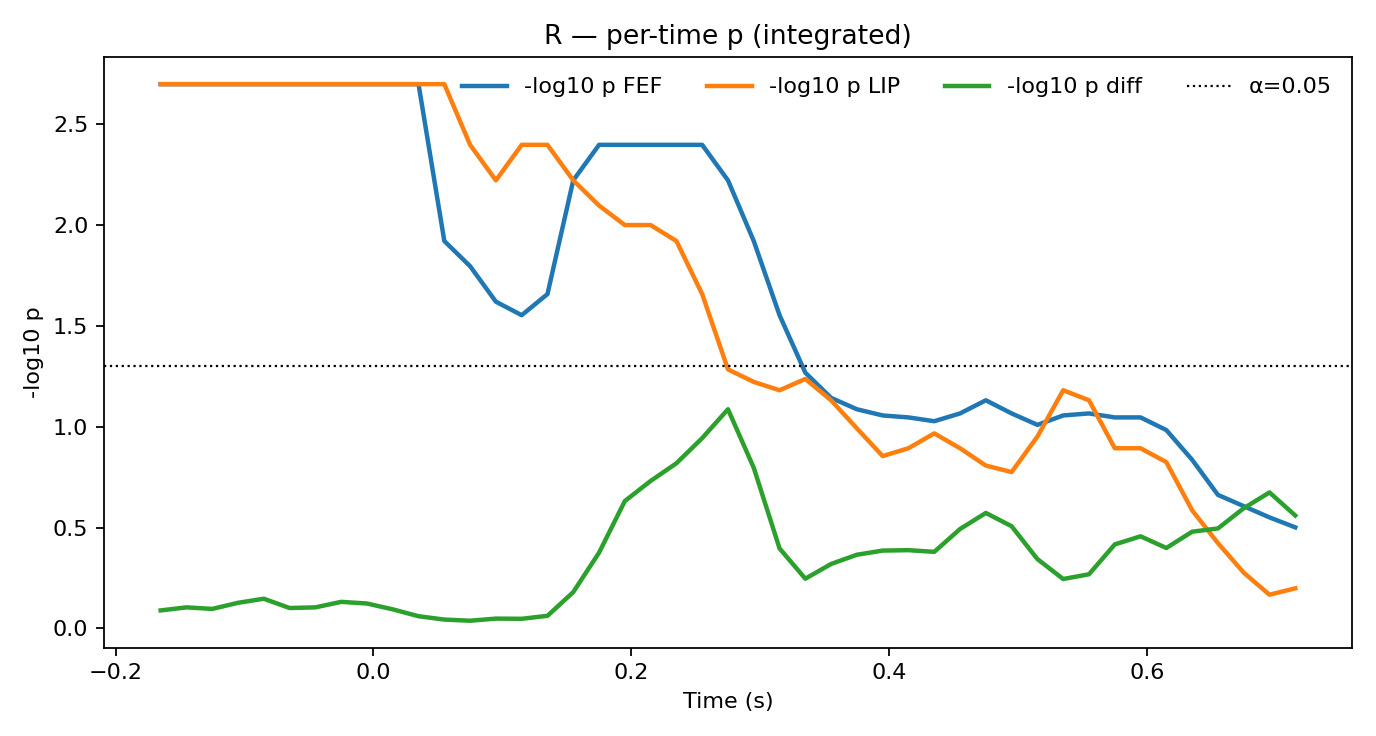 R — per-time p (integrated)
-log10 p FEF
-log10 p LIP
-log10 p diff
α=0.05
-log10 p
2.5
2.0
1.5
1.0
0.5
0.0
−0.2
0.0
0.2
0.4
0.6
Time (s)